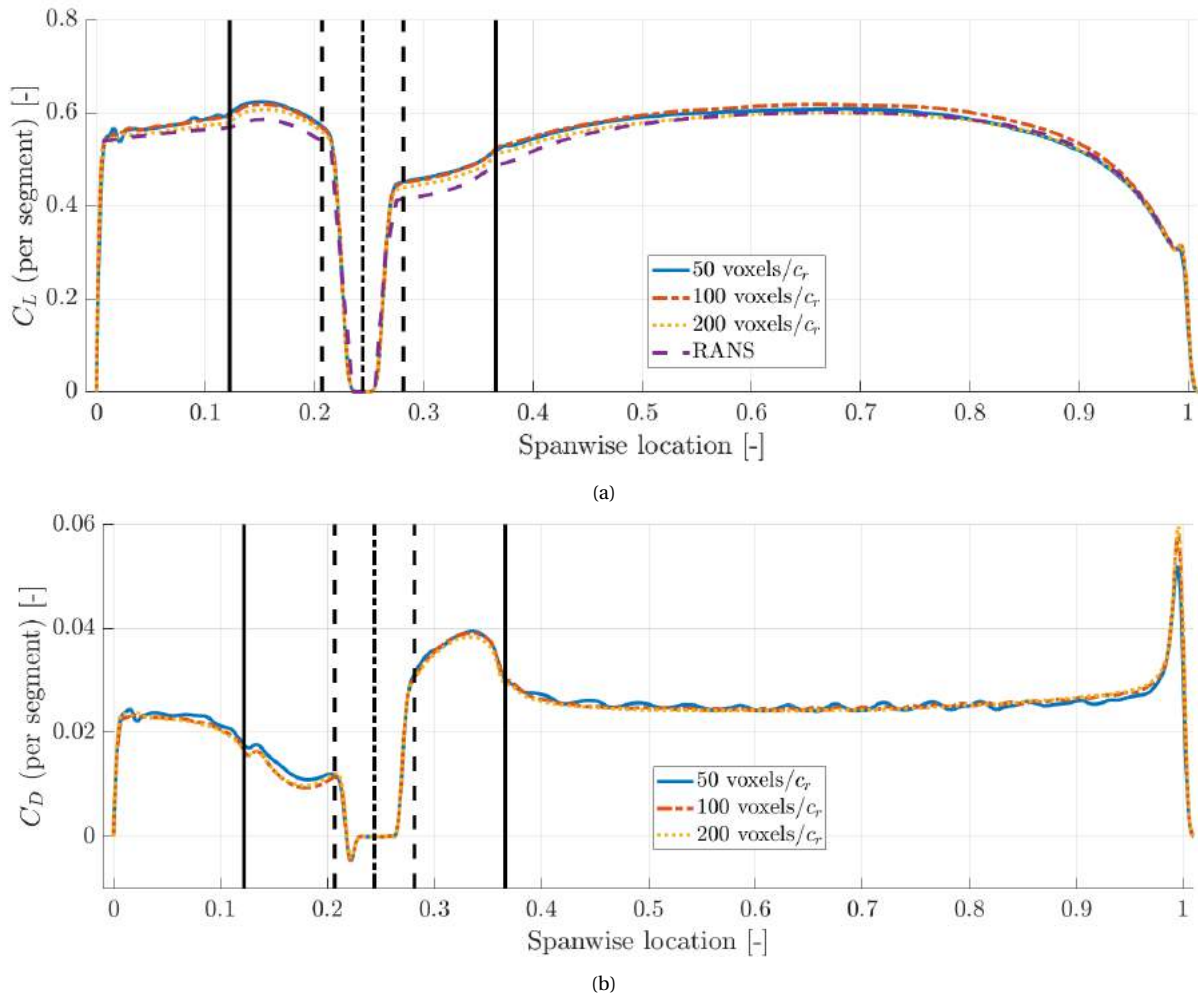 0.8
0.6
0.4
0.2
0
C_L (per segment) [-]
50 voxels/c_r
100 voxels/c_r
200 voxels/c_r
RANS
0 0.1 0.2 0.3 0.4 0.5 0.6 0.7 0.8 0.9 1
Spanwise location [-]
(a)
0.06
0.04
0.02
0
C_D (per segment) [-]
50 voxels/c_r
100 voxels/c_r
200 voxels/c_r
0 0.1 0.2 0.3 0.4 0.5 0.6 0.7 0.8 0.9 1
Spanwise location [-]
(b)